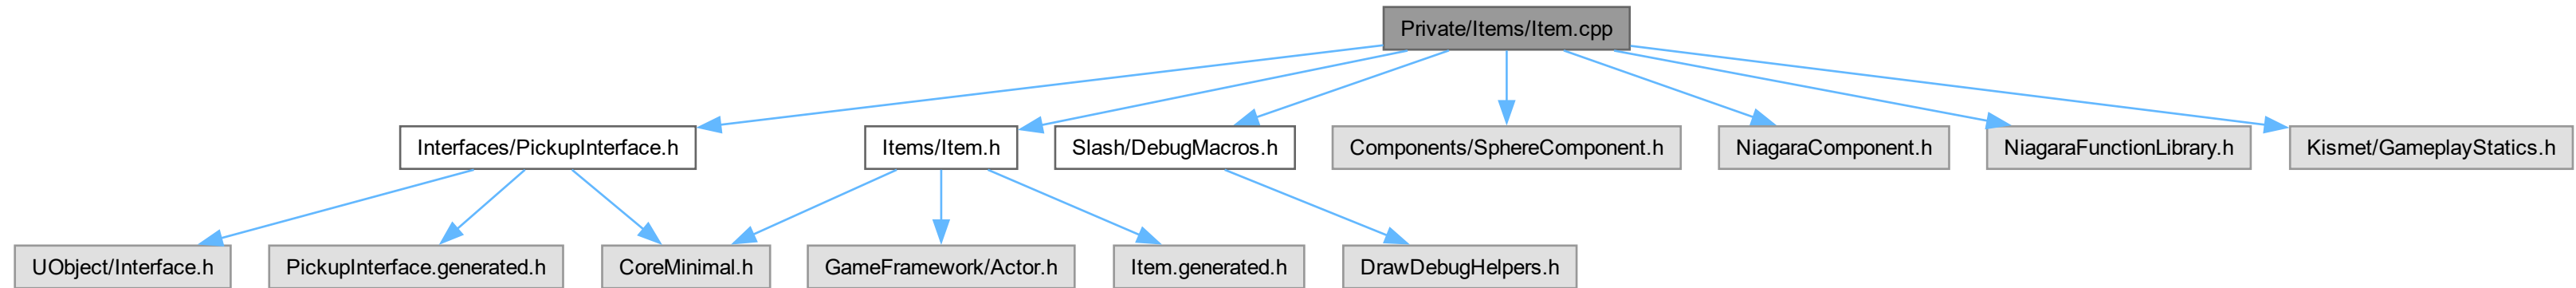 Private/Items/Item.cpp
Interfaces/PickupInterface.h
Items/Item.h
Slash/DebugMacros.h
Components/SphereComponent.h
NiagaraComponent.h
NiagaraFunctionLibrary.h
Kismet/GameplayStatics.h
UObject/Interface.h
PickupInterface.generated.h
CoreMinimal.h
GameFramework/Actor.h
Item.generated.h
DrawDebugHelpers.h